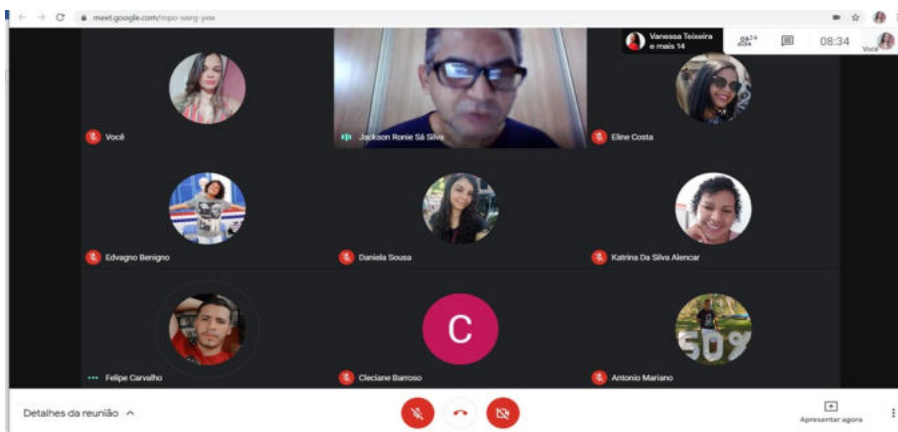 meet.google.com/mpo-swrg-yvw
Vanessa Teixeira
e mais 14
24
08:34
Você
Você
Jackson Ronie Sá Silva
Eline Costa
Edvagno Benigno
Daniela Sousa
Katrina Da Silva Alencar
C
50%
Felipe Carvalho
Cleciane Barroso
Antonio Mariano
Detalhes da reunião
Apresentar agora